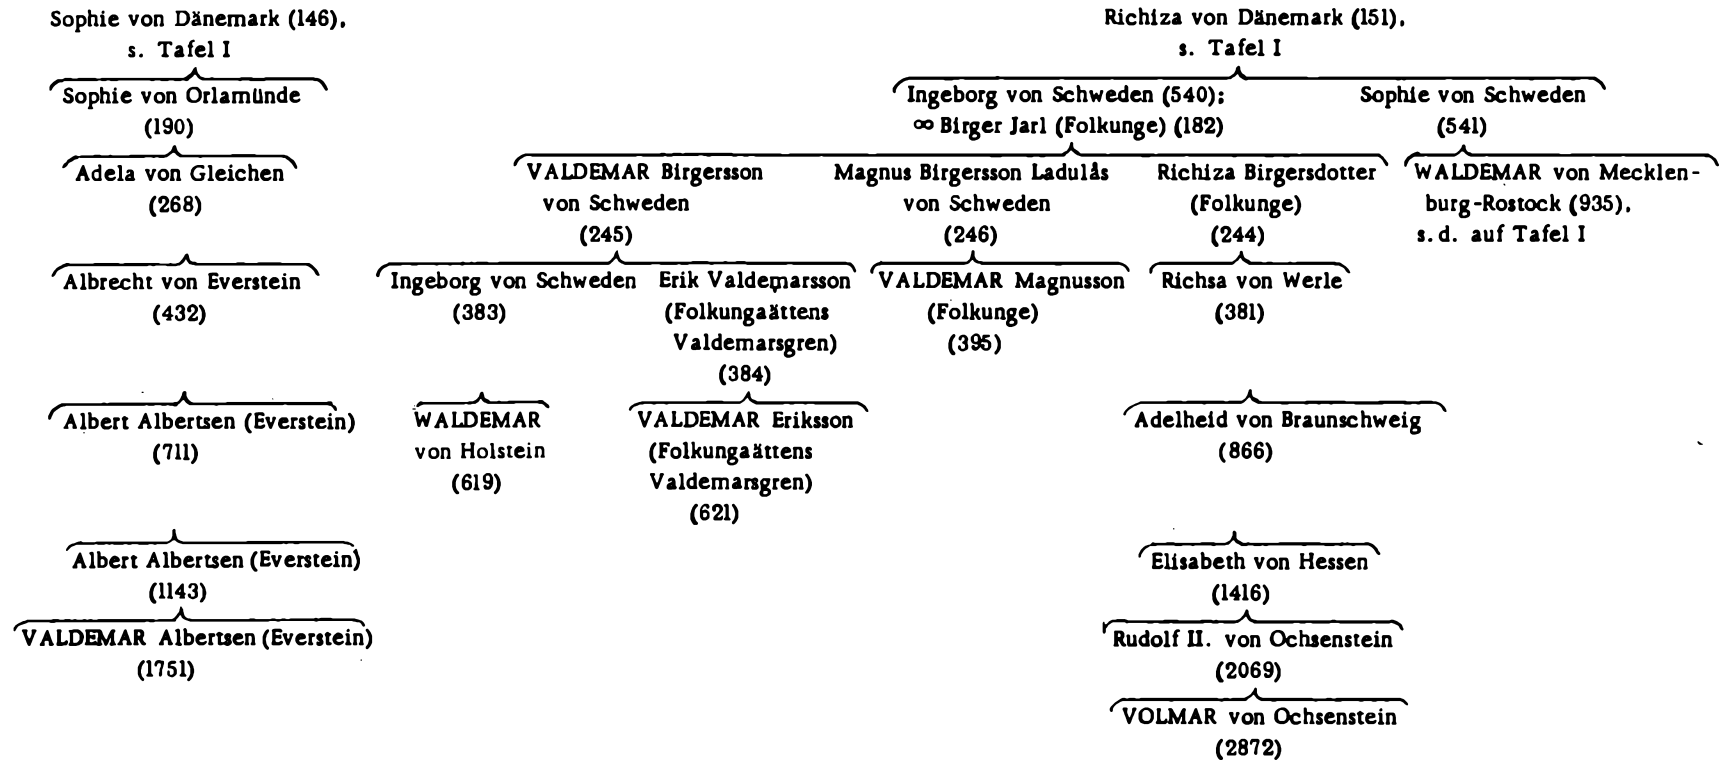 Sophie von Dänemark (146),
s. Tafel I
Richiza von Dänemark (151),
s. Tafel I
Sophie von Orlamünde
(190)
Ingeborg von Schweden (540);
∞ Birger Jarl (Folkunge) (182)
Sophie von Schweden
(541)
Adela von Gleichen
(268)
VALDEMAR Birgersson
von Schweden
(245)
Magnus Birgersson Ladulås
von Schweden
(246)
Richiza Birgersdotter
(Folkunge)
(244)
WALDEMAR von Mecklen-
burg-Rostock (935),
s. d. auf Tafel I
Albrecht von Everstein
(432)
Ingeborg von Schweden
(383)
Erik Valdemarsson
(Folkungaättens
Valdemarsgren)
(384)
VALDEMAR Magnusson
(Folkunge)
(395)
Richsa von Werle
(381)
Albert Albertsen (Everstein)
(711)
WALDEMAR
von Holstein
(619)
VALDEMAR Eriksson
(Folkungaättens
Valdemarsgren)
(621)
Adelheid von Braunschweig
(866)
Albert Albertsen (Everstein)
(1143)
Elisabeth von Hessen
(1416)
VALDEMAR Albertsen (Everstein)
(1751)
Rudolf II. von Ochsenstein
(2069)
VOLMAR von Ochsenstein
(2872)